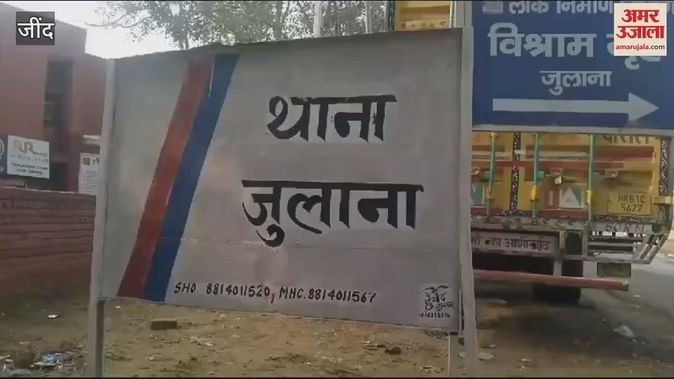 जींद
अमर
उजाला
amarujala.com
लोक निर्माण
विश्राम गृह
जुलाना
थाना
जुलाना
SHO. 8814011520, MHC. 8814011567